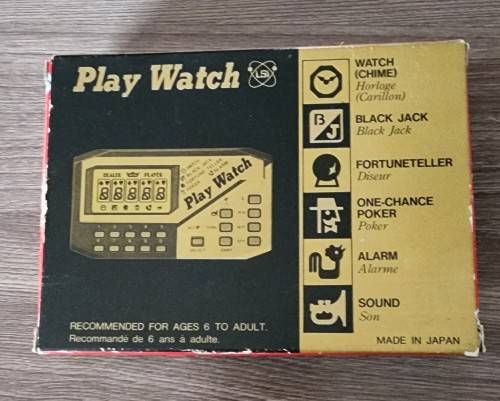 Play Watch
LSI
WATCH
(CHIME)
Horloge
(Carillon)
B
J
BLACK JACK
Black Jack
FORTUNETELLER
Diseur
ONE-CHANCE
POKER
Poker
ALARM
Alarme
SOUND
Son
DEALER
PLAYER
Play Watch
RECOMMENDED FOR AGES 6 TO ADULT.
Recommandé de 6 ans à adulte.
MADE IN JAPAN